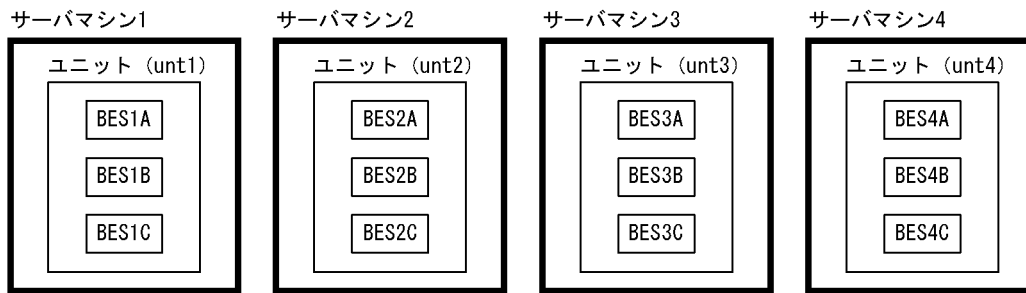 サーバマシン1
ユニット(unt1)
BES1A
BES1B
BES1C
サーバマシン2
ユニット(unt2)
BES2A
BES2B
BES2C
サーバマシン3
ユニット(unt3)
BES3A
BES3B
BES3C
サーバマシン4
ユニット(unt4)
BES4A
BES4B
BES4C